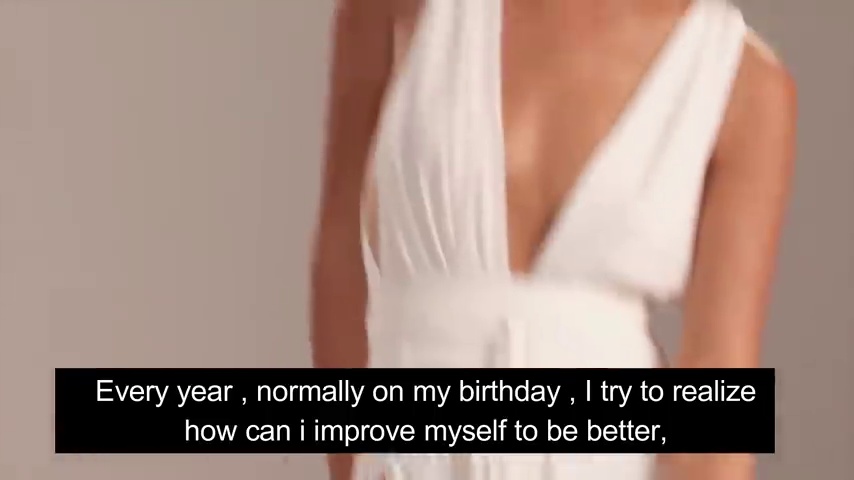 Every year , normally on my birthday , I try to realize
how can i improve myself to be better,